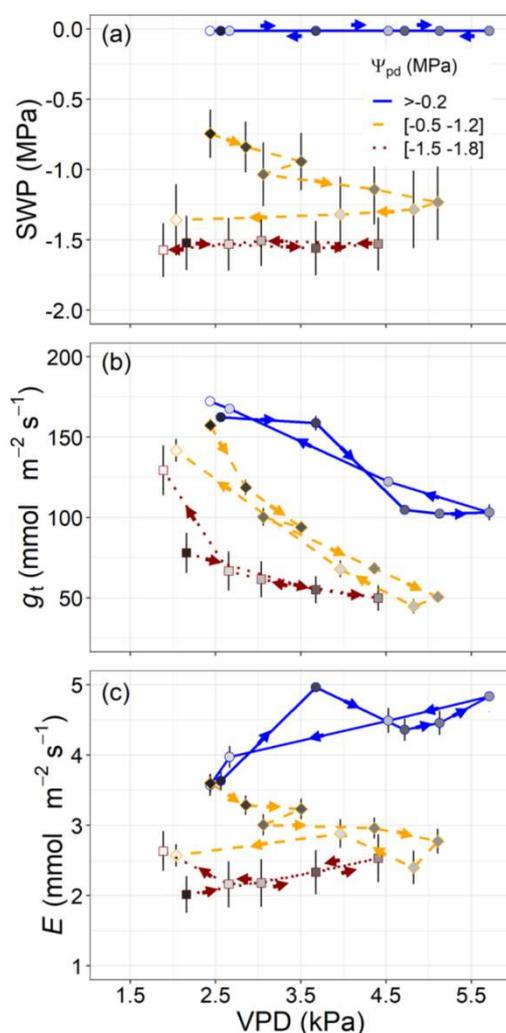 (a)
0.0
-0.5
-1.0
-1.5
-2.0
SWP (MPa)
Ψpd (MPa)
>-0.2
[-0.5 -1.2]
[-1.5 -1.8]
(b)
200
150
100
50
gt (mmol m−2 s−1)
(c)
5
4
3
2
1
E (mmol m−2 s−1)
1.5 2.5 3.5 4.5 5.5
VPD (kPa)